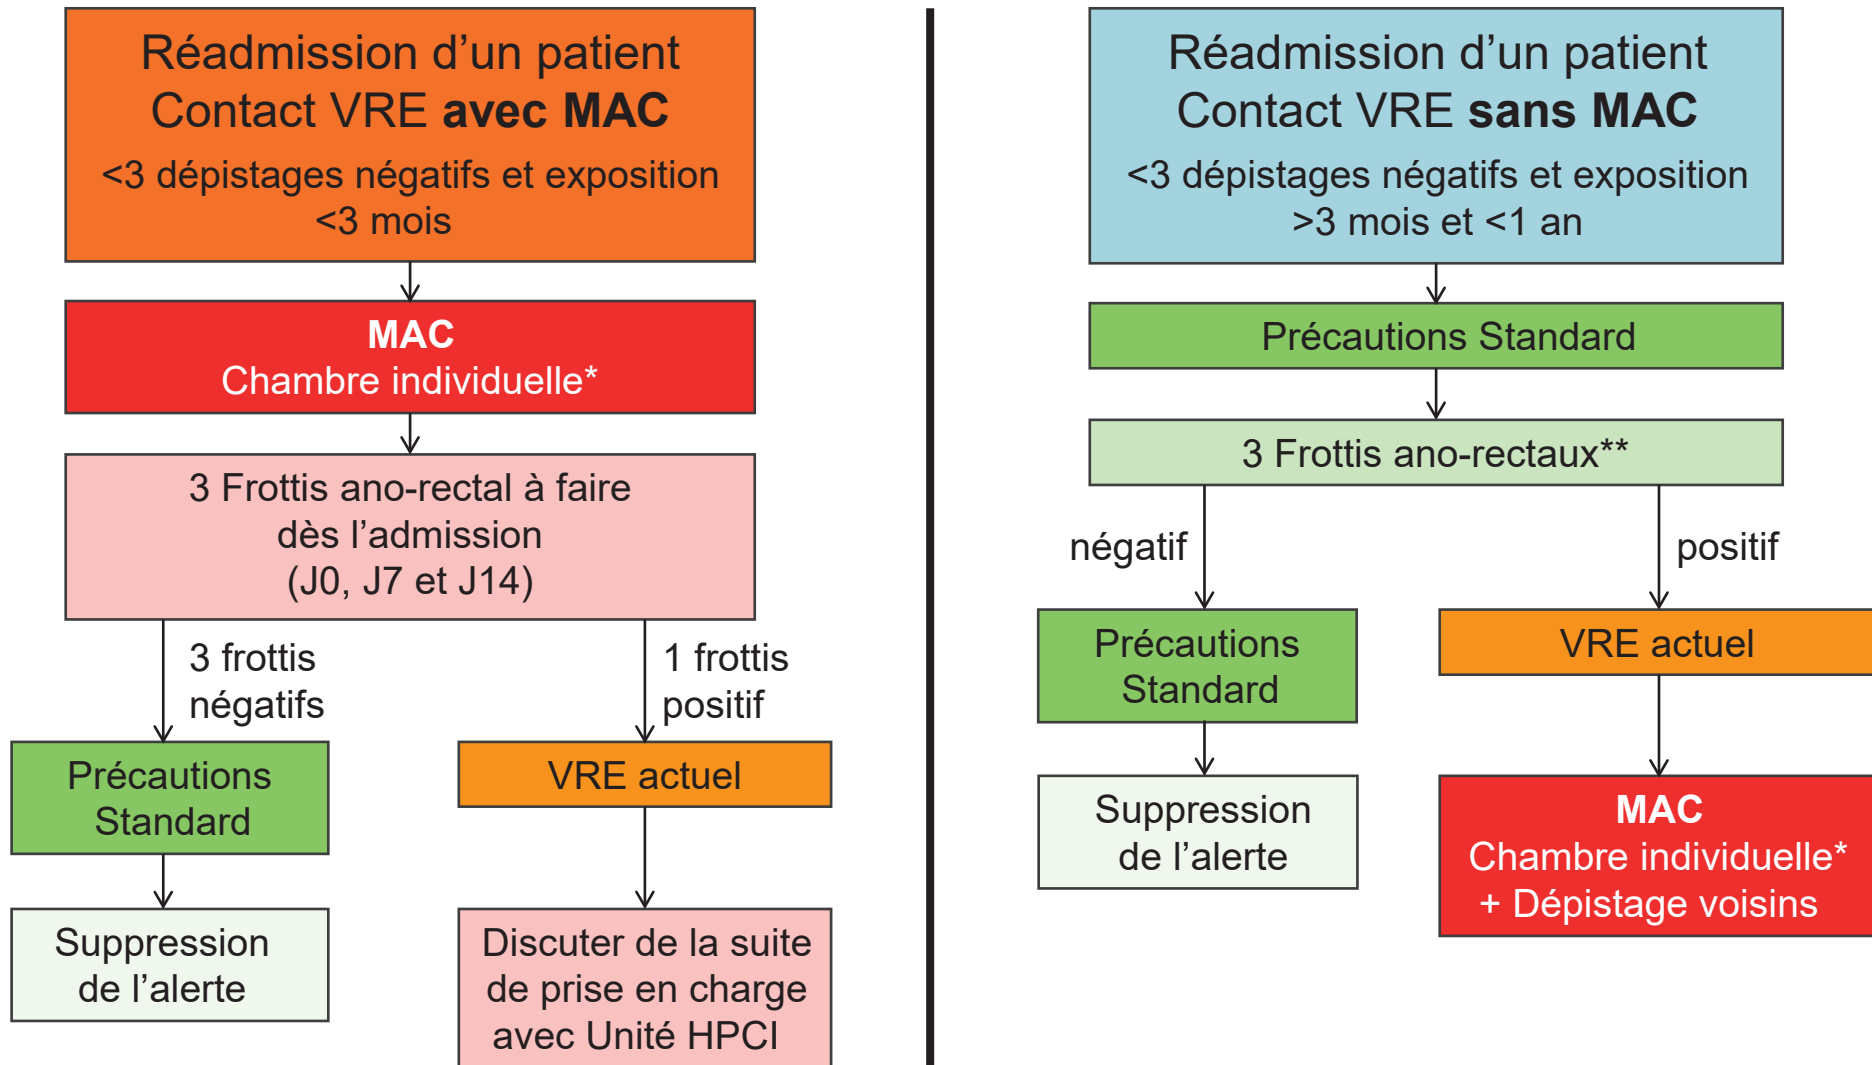 Réadmission d’un patient
Contact VRE avec MAC
<3 dépistages négatifs et exposition
<3 mois
MAC
Chambre individuelle*
3 Frottis ano-rectal à faire
dès l’admission
(J0, J7 et J14)
3 frottis
négatifs
1 frottis
positif
Précautions
Standard
VRE actuel
Suppression
de l’alerte
Discuter de la suite
de prise en charge
avec Unité HPCI
Réadmission d’un patient
Contact VRE sans MAC
<3 dépistages négatifs et exposition
>3 mois et <1 an
Précautions Standard
3 Frottis ano-rectaux**
négatif
positif
Précautions
Standard
VRE actuel
Suppression
de l’alerte
MAC
Chambre individuelle*
+ Dépistage voisins